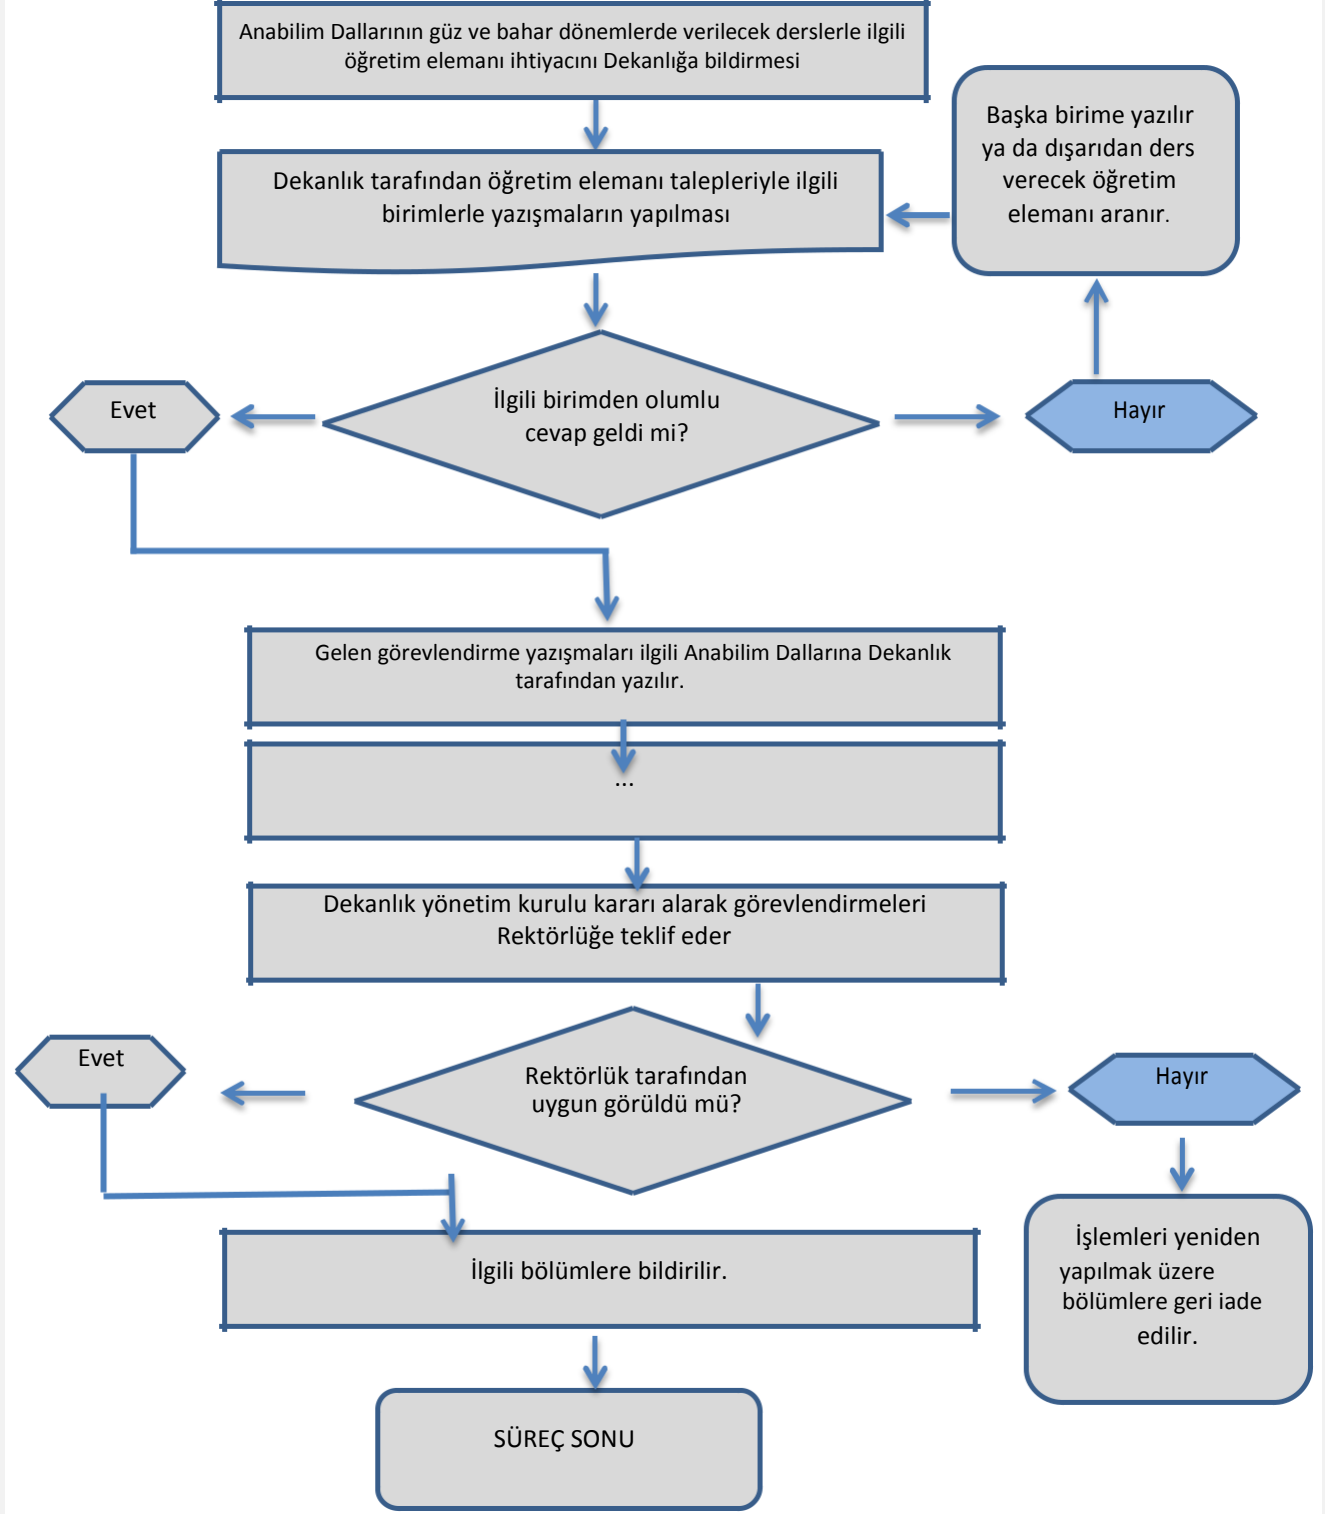 Anabilim Dallarının güz ve bahar dönemlerde verilecek derslerle ilgili
öğretim elemanı ihtiyacını Dekanlığa bildirmesi
Başka birime yazılır
ya da dışarıdan ders
verecek öğretim
elemanı aranır.
Dekanlık tarafından öğretim elemanı talepleriyle ilgili
birimlerle yazışmaların yapılması
İlgili birimden olumlu
cevap geldi mi?
Evet
Hayır
Gelen görevlendirme yazışmaları ilgili Anabilim Dallarına Dekanlık
tarafından yazılır.
...
Dekanlık yönetim kurulu kararı alarak görevlendirmeleri
Rektörlüğe teklif eder
Evet
Rektörlük tarafından
uygun görüldü mü?
Hayır
İlgili bölümlere bildirilir.
İşlemleri yeniden
yapılmak üzere
bölümlere geri iade
edilir.
SÜREÇ SONU